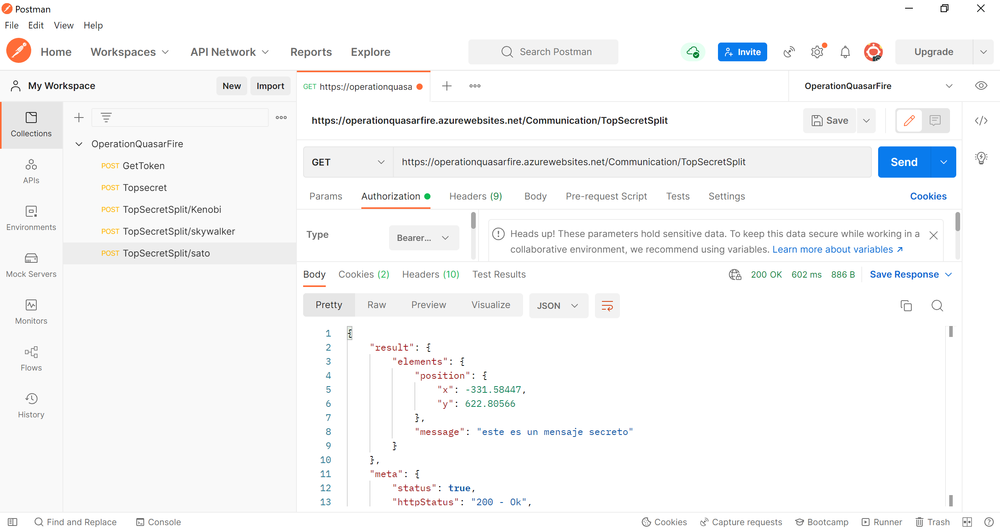 Postman
File Edit View Help
Home Workspaces API Network Reports Explore Search Postman Invite Upgrade
My Workspace New Import GET https://operationquasa OperationQuasarFire
Collections
OperationQuasarFire
POST GetToken
POST Topsecret
POST TopSecretSplit/Kenobi
POST TopSecretSplit/skywalker
POST TopSecretSplit/sato
APIs
Environments
Mock Servers
Monitors
Flows
History
https://operationquasarfire.azurewebsites.net/Communication/TopSecretSplit Save
GET https://operationquasarfire.azurewebsites.net/Communication/TopSecretSplit Send
Params Authorization Headers (9) Body Pre-request Script Tests Settings Cookies
Type Bearer...
Heads up! These parameters hold sensitive data. To keep this data secure while working in a
collaborative environment, we recommend using variables. Learn more about variables ↗
Body Cookies (2) Headers (10) Test Results 200 OK 602 ms 886 B Save Response
Pretty Raw Preview Visualize JSON
1 {
2 "result": {
3 "elements": {
4 "position": {
5 "x": -331.58447,
6 "y": 622.80566
7 },
8 "message": "este es un mensaje secreto"
9 }
10 },
11 "meta": {
12 "status": true,
13 "httpStatus": "200 - Ok",
Find and Replace Console Cookies Capture requests Bootcamp Runner Trash